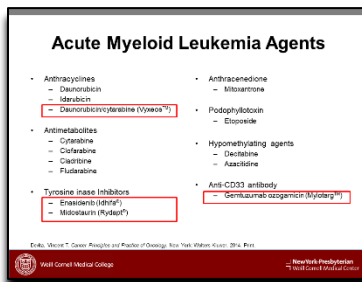 Acute Myeloid Leukemia Agents
• Anthracyclines
– Daunorubicin
– Idarubicin
– Daunorubicin/cytarabine (Vyxeos™)
• Antimetabolites
– Cytarabine
– Clofarabine
– Cladribine
– Fludarabine
• Tyrosine inase Inhibitors
– Enasidenib (Idhifa®)
– Midostaurin (Rydapt®)
• Anthracenedione
– Mitoxantrone
• Podophyllotoxin
– Etoposide
• Hypomethylating agents
– Decitabine
– Azacitidine
• Anti-CD33 antibody
– Gemtuzumab ozogamicin (Mylotarg™)
Devita, Vincent T. Cancer Principles and Practice of Oncology. New York: Wolters Kluwer, 2014. Print.
Weill Cornell Medical College
NewYork-Presbyterian
Weill Cornell Medical Center